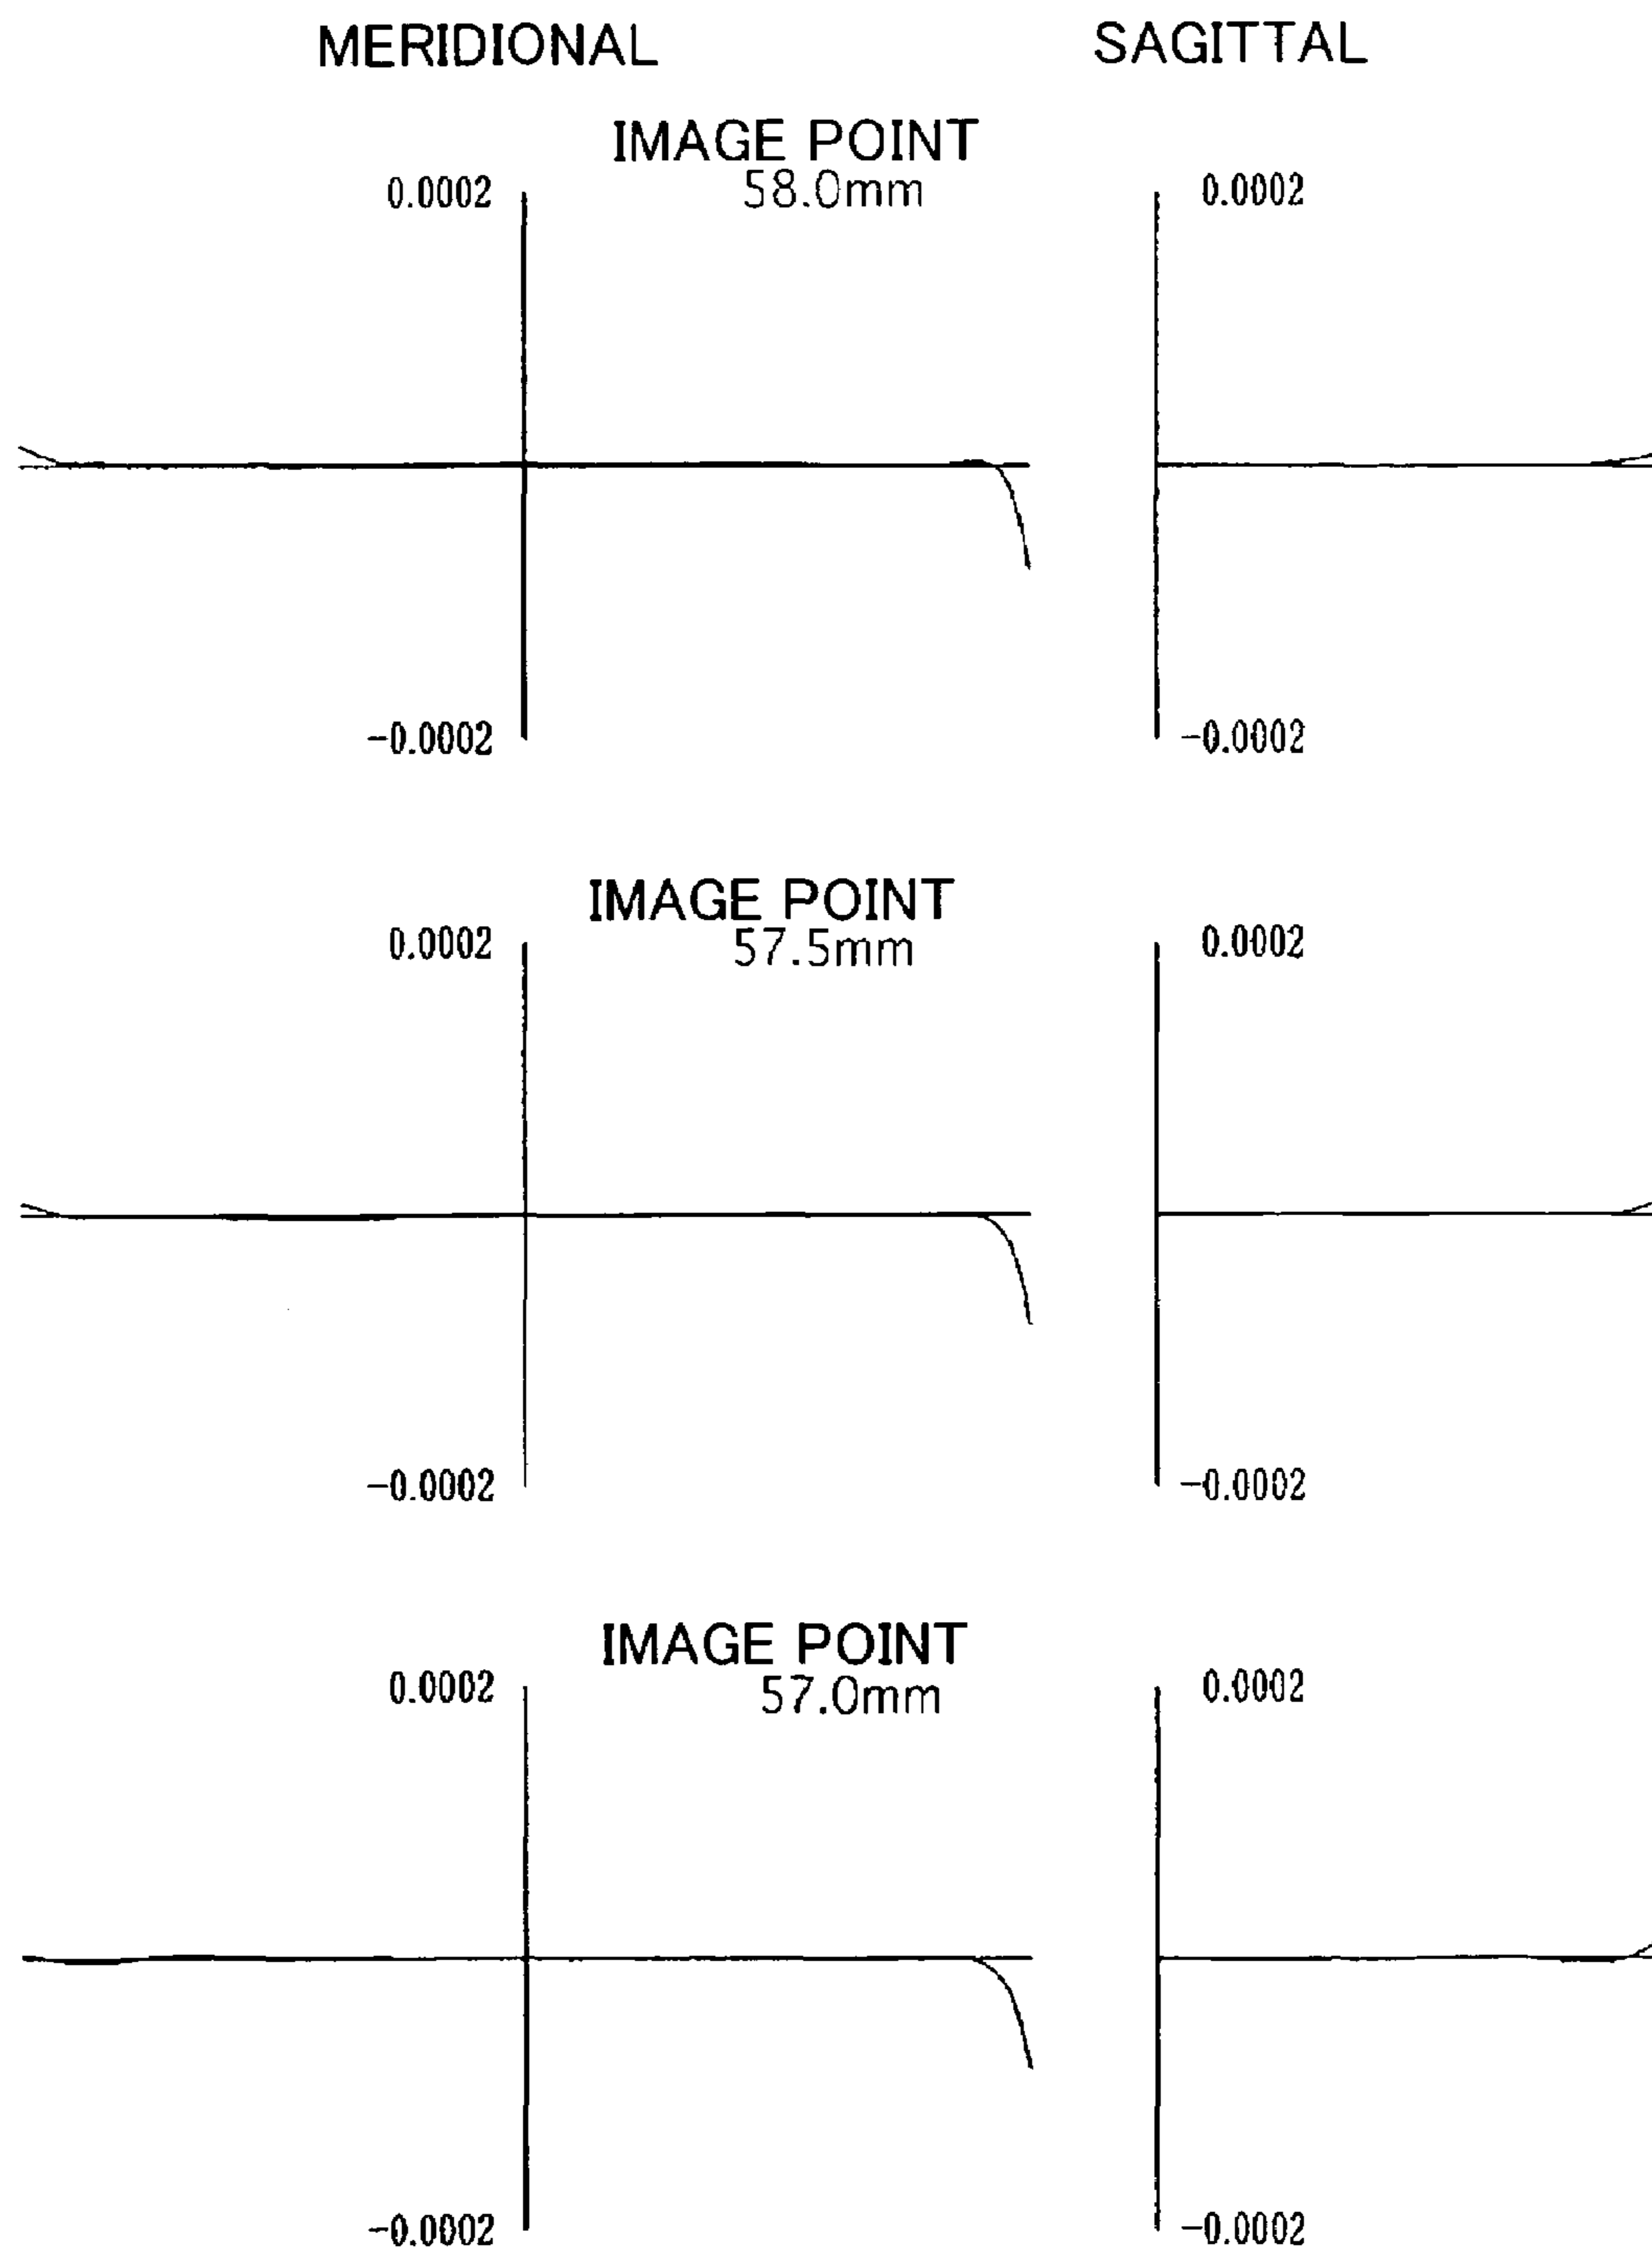 MERIDIONAL SAGITTAL
IMAGE POINT
58.0mm
0.0002 0.0002
-0.0002 -0.0002
IMAGE POINT
57.5mm
0.0002 0.0002
-0.0002 -0.0002
IMAGE POINT
57.0mm
0.0002 0.0002
-0.0002 -0.0002